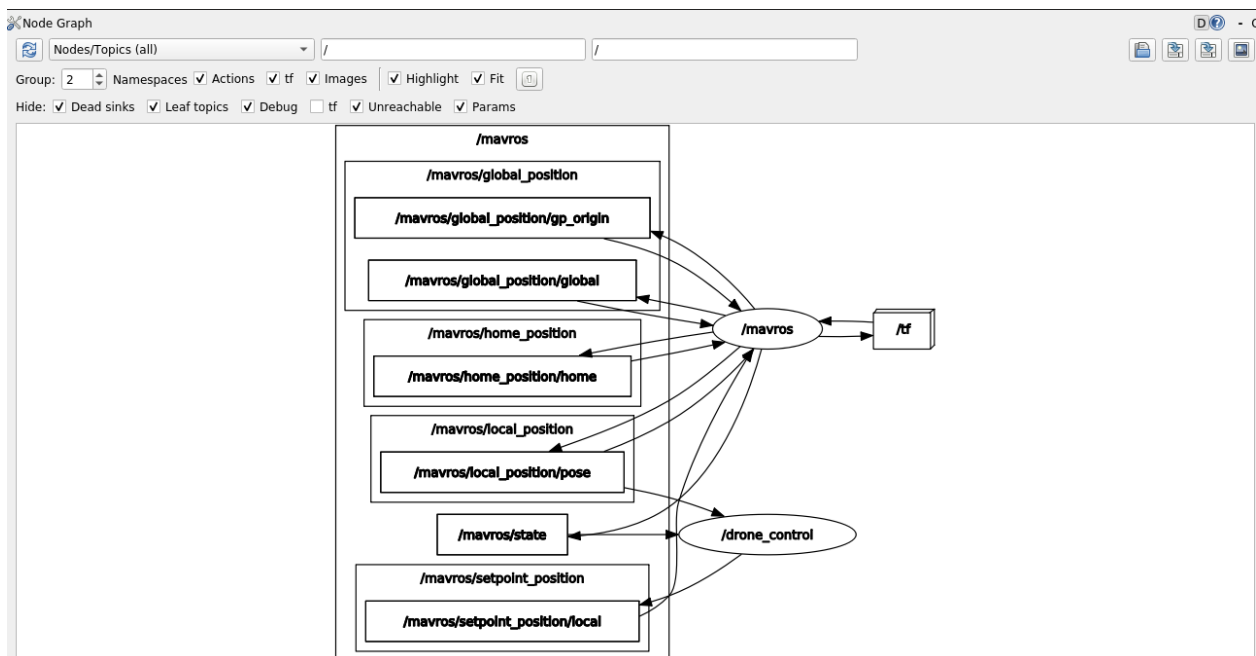 Node Graph
D ? - C
Nodes/Topics (all) / /
Group: 2 Namespaces Actions tf Images Highlight Fit
Hide: Dead sinks Leaf topics Debug tf Unreachable Params
/mavros
/mavros/global_position
/mavros/global_position/gp_origin
/mavros/global_position/global
/mavros/home_position
/mavros/home_position/home
/mavros/local_position
/mavros/local_position/pose
/mavros/state
/mavros/setpoint_position
/mavros/setpoint_position/local
/mavros
/tf
/drone_control